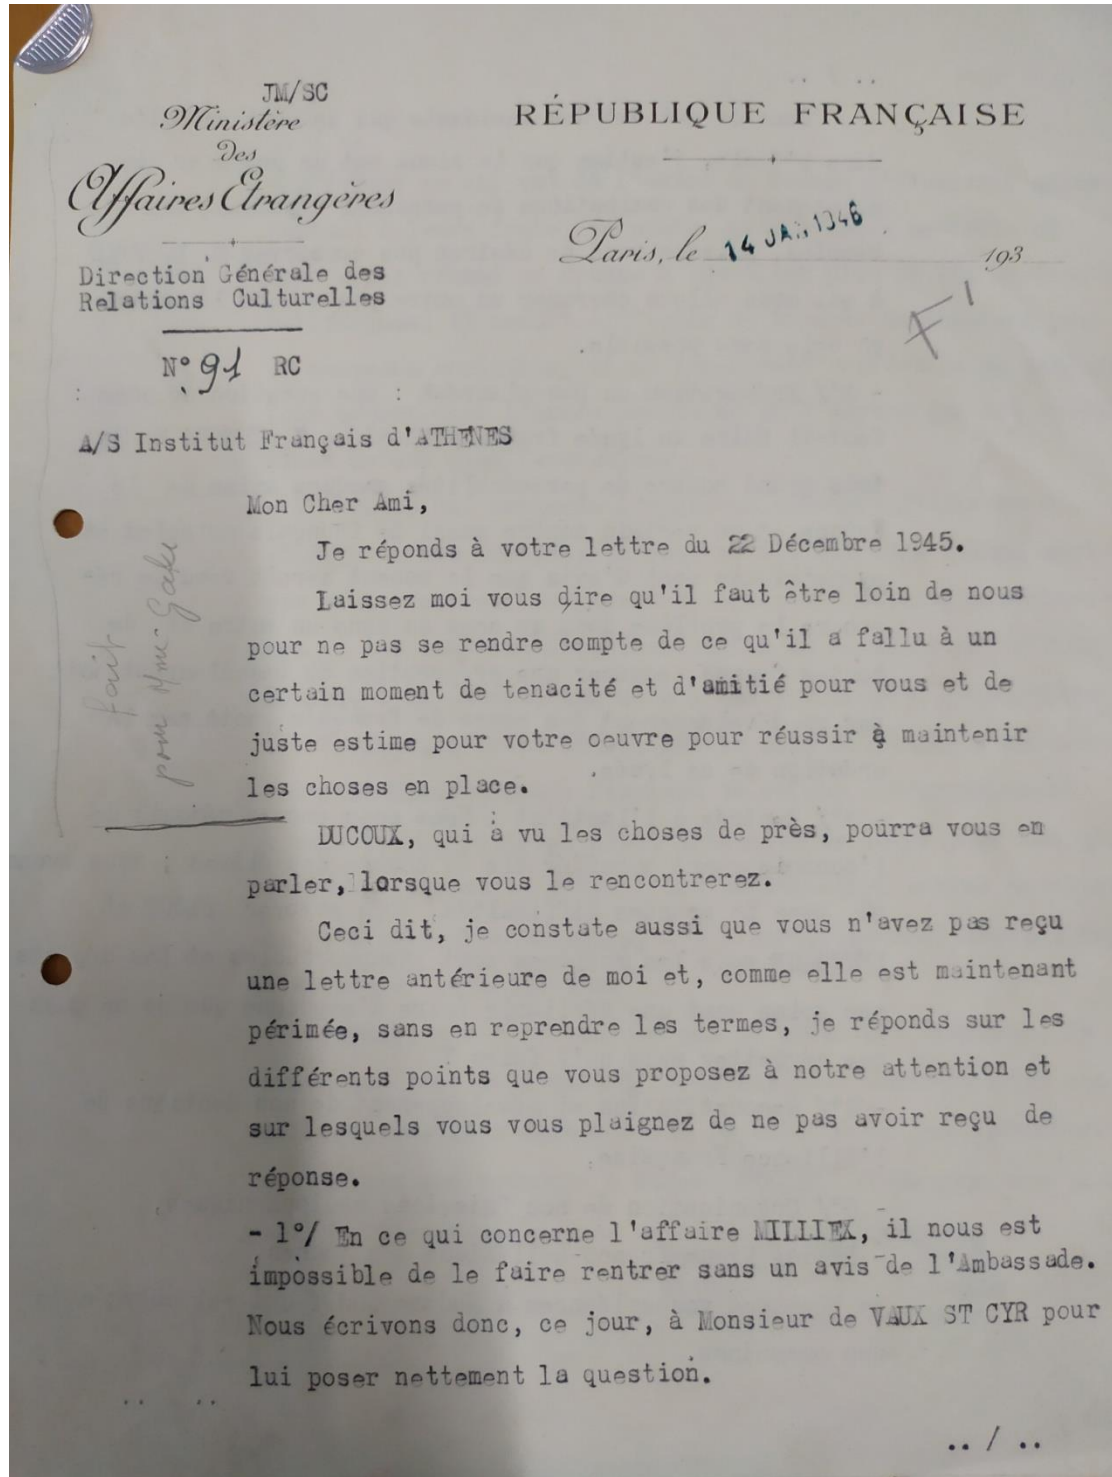 JM/SC
Ministère
des
Affaires Etrangères
RÉPUBLIQUE FRANÇAISE
Paris, le 14 JAN 1946 193
Direction Générale des
Relations Culturelles
N° 91 RC
F'
A/S Institut Français d'ATHENES
Mon Cher Ami,
Je réponds à votre lettre du 22 Décembre 1945.
Laissez moi vous dire qu'il faut être loin de nous
pour ne pas se rendre compte de ce qu'il a fallu à un
certain moment de tenacité et d'amitié pour vous et de
juste estime pour votre oeuvre pour réussir à maintenir
les choses en place.
fait
pour Mme
DUCOUX, qui a vu les choses de près, pourra vous en
parler, lorsque vous le rencontrerez.
Ceci dit, je constate aussi que vous n'avez pas reçu
une lettre antérieure de moi et, comme elle est maintenant
périmée, sans en reprendre les termes, je réponds sur les
différents points que vous proposez à notre attention et
sur lesquels vous vous plaignez de ne pas avoir reçu de
réponse.
- 1°/ En ce qui concerne l'affaire MILLIEX, il nous est
impossible de le faire rentrer sans un avis de l'Ambassade.
Nous écrivons donc, ce jour, à Monsieur de VAUX ST CYR pour
lui poser nettement la question.
.. / ..